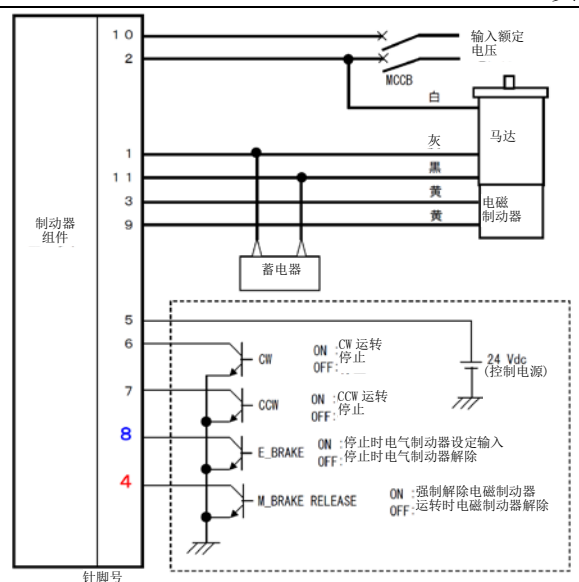 10
2
输入额定
电压
MCCB
白
马达
灰
1
黑
11
黄
3
电磁
制动器
黄
9
制动器
组件
蓄电器
5
6
CW
ON :CW 运转
OFF:停止
24 Vdc
(控制电源)
7
CCW
ON :CCW 运转
OFF:停止
8
E_BRAKE
ON :停止时电气制动器设定输入
OFF:停止时电气制动器解除
4
M_BRAKE RELEASE
ON :强制解除电磁制动器
OFF:运转时电磁制动器解除
针脚号